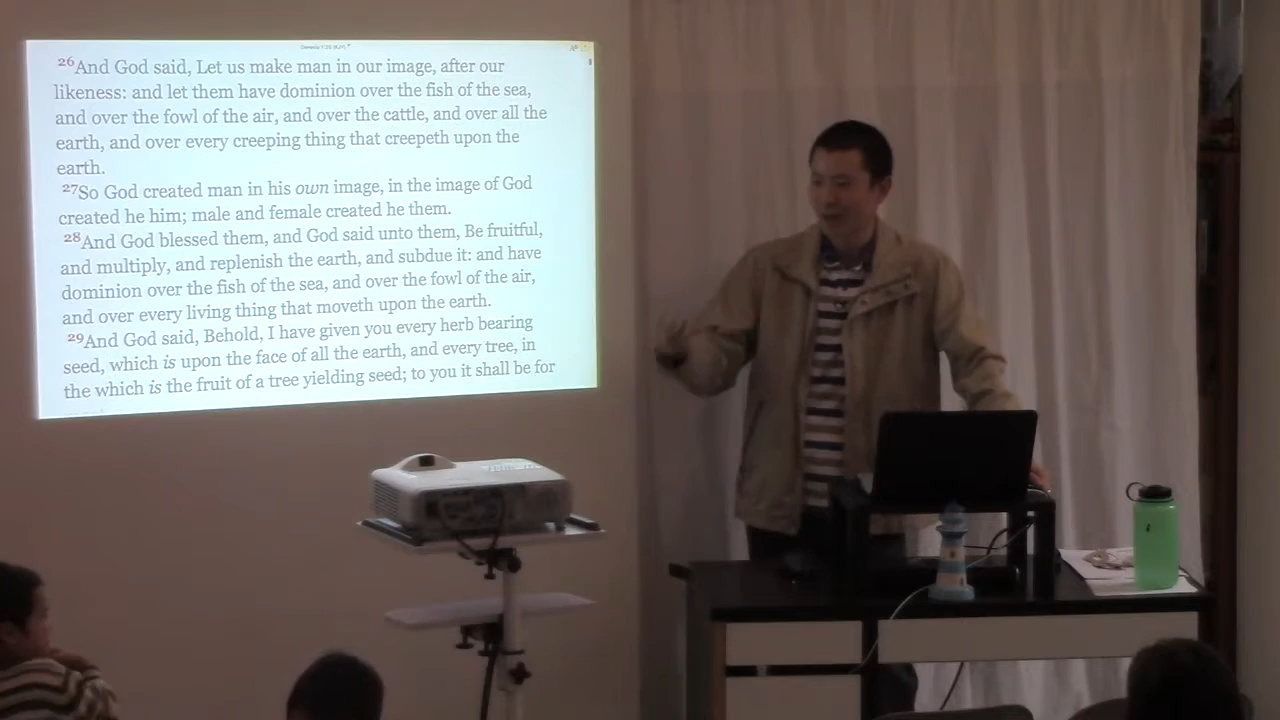 Genesis 1:26 (KJV)
26And God said, Let us make man in our image, after our
likeness: and let them have dominion over the fish of the sea,
and over the fowl of the air, and over the cattle, and over all the
earth, and over every creeping thing that creepeth upon the
earth.
27So God created man in his own image, in the image of God
created he him; male and female created he them.
28And God blessed them, and God said unto them, Be fruitful,
and multiply, and replenish the earth, and subdue it: and have
dominion over the fish of the sea, and over the fowl of the air,
and over every living thing that moveth upon the earth.
29And God said, Behold, I have given you every herb bearing
seed, which is upon the face of all the earth, and every tree, in
the which is the fruit of a tree yielding seed; to you it shall be for